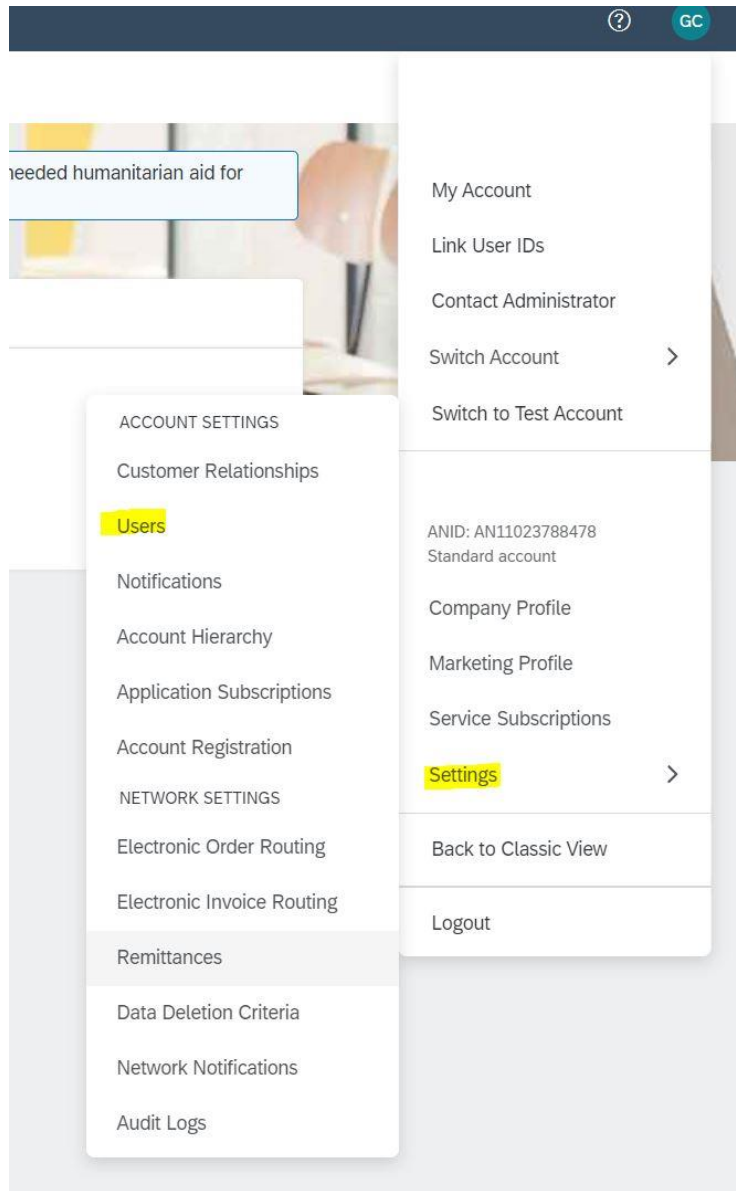 GC
needed humanitarian aid for
My Account
Link User IDs
Contact Administrator
Switch Account
Switch to Test Account
ANID: AN11023788478
Standard account
Company Profile
Marketing Profile
Service Subscriptions
Settings
Back to Classic View
Logout
ACCOUNT SETTINGS
Customer Relationships
Users
Notifications
Account Hierarchy
Application Subscriptions
Account Registration
NETWORK SETTINGS
Electronic Order Routing
Electronic Invoice Routing
Remittances
Data Deletion Criteria
Network Notifications
Audit Logs